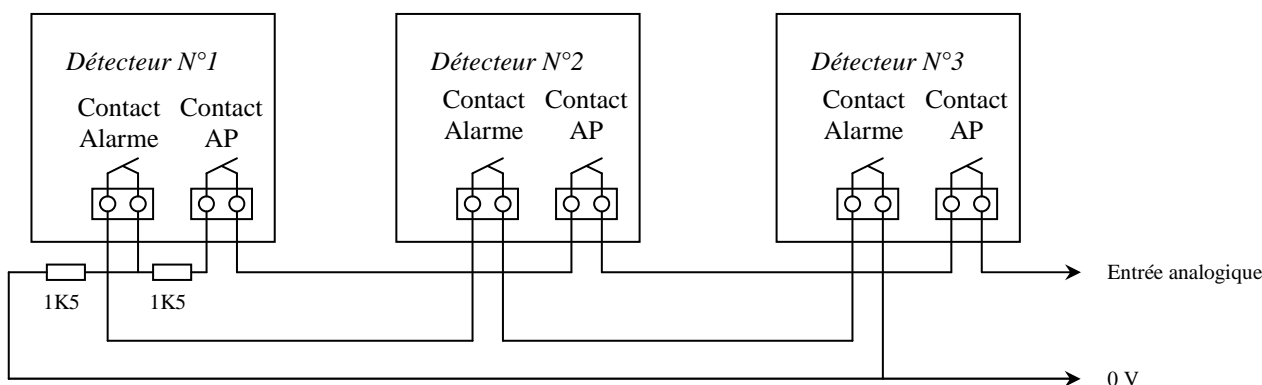 Détecteur N°1
Contact Contact
Alarme AP
Détecteur N°2
Contact Contact
Alarme AP
Détecteur N°3
Contact Contact
Alarme AP
1K5
1K5
Entrée analogique
0 V